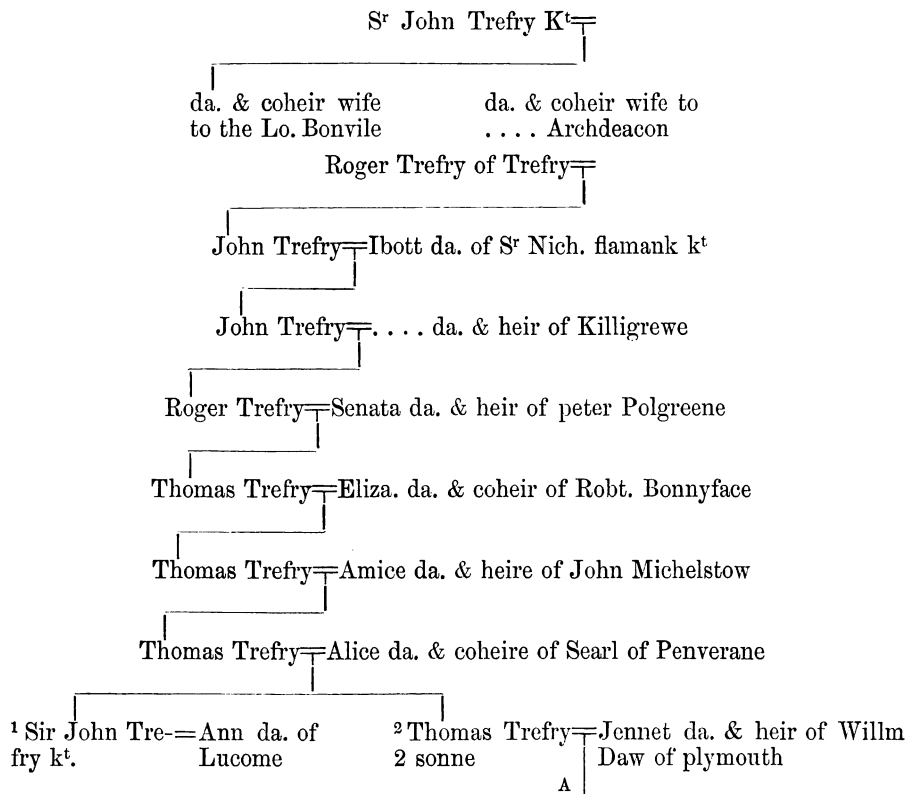 Sʳ John Trefry Kᵗ
da. & coheir wife da. & coheir wife to
to the Lo. Bonvile . . . . Archdeacon
Roger Trefry of Trefry
John Trefry=Ibott da. of Sʳ Nich. flamank kᵗ
John Trefry=. . . . da. & heir of Killigrewe
Roger Trefry=Senata da. & heir of peter Polgreene
Thomas Trefry=Eliza. da. & coheir of Robt. Bonnyface
Thomas Trefry=Amice da. & heire of John Michelstow
Thomas Trefry=Alice da. & coheire of Searl of Penverane
¹ Sir John Tre-=Ann da. of ² Thomas Trefry=Jennet da. & heir of Willm
fry kᵗ. Lucome 2 sonne Daw of plymouth
A